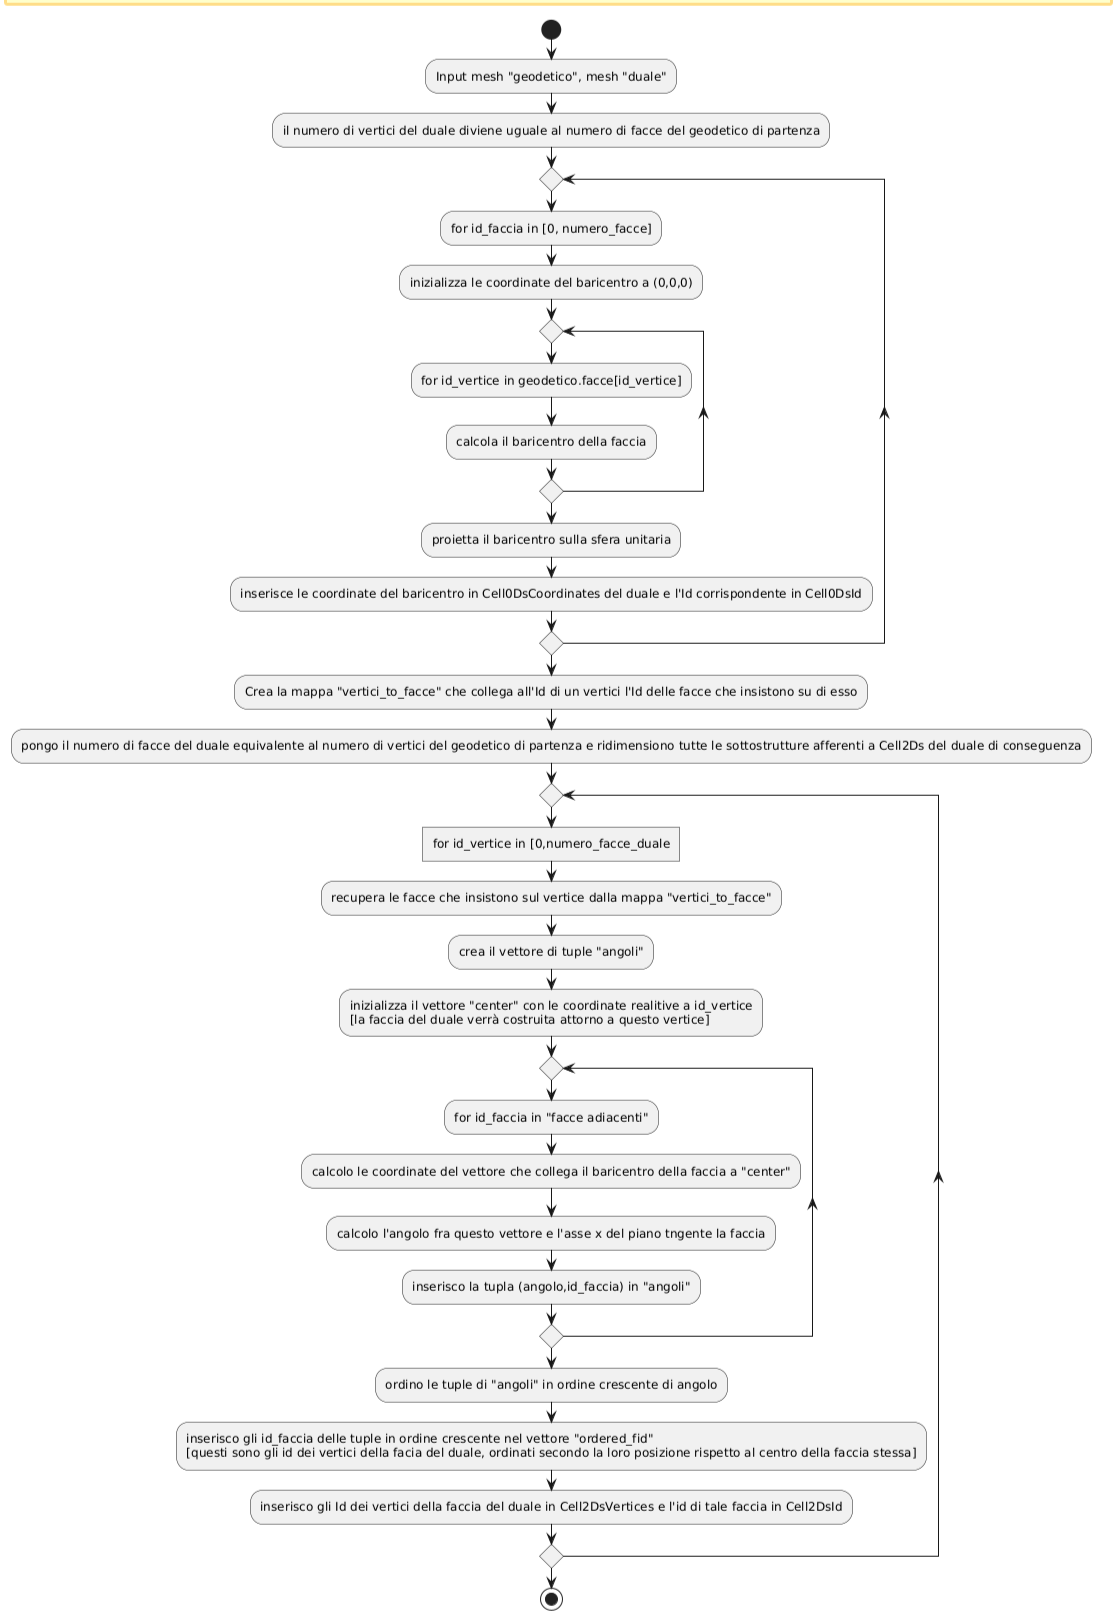 Input mesh "geodetico", mesh "duale"
il numero di vertici del duale diviene uguale al numero di facce del geodetico di partenza
for id_faccia in [0, numero_facce]
inizializza le coordinate del baricentro a (0,0,0)
for id_vertice in geodetico.facce[id_vertice]
calcola il baricentro della faccia
proietta il baricentro sulla sfera unitaria
inserisce le coordinate del baricentro in Cell0DsCoordinates del duale e l'Id corrispondente in Cell0DsId
Crea la mappa "vertici_to_facce" che collega all'Id di un vertici l'Id delle facce che insistono su di esso
pongo il numero di facce del duale equivalente al numero di vertici del geodetico di partenza e ridimensiono tutte le sottostrutture afferenti a Cell2Ds del duale di conseguenza
for id_vertice in [0,numero_facce_duale
recupera le facce che insistono sul vertice dalla mappa "vertici_to_facce"
crea il vettore di tuple "angoli"
inizializza il vettore "center" con le coordinate realitive a id_vertice
[la faccia del duale verrà costruita attorno a questo vertice]
for id_faccia in "facce adiacenti"
calcolo le coordinate del vettore che collega il baricentro della faccia a "center"
calcolo l'angolo fra questo vettore e l'asse x del piano tngente la faccia
inserisco la tupla (angolo,id_faccia) in "angoli"
ordino le tuple di "angoli" in ordine crescente di angolo
inserisco gli id_faccia delle tuple in ordine crescente nel vettore "ordered_fid"
[questi sono gli id dei vertici della facia del duale, ordinati secondo la loro posizione rispetto al centro della faccia stessa]
inserisco gli Id dei vertici della faccia del duale in Cell2DsVertices e l'id di tale faccia in Cell2DsId